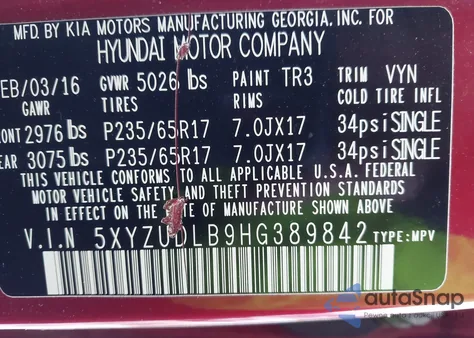 MFD. BY KIA MOTORS MANUFACTURING GEORGIA, INC. FOR
HYUNDAI MOTOR COMPANY
EB/03/16 GVWR 5026 lbs PAINT TR3 TRIM VYN
GAWR TIRES RIMS COLD TIRE INFL
ONT 2976 lbs P235/65R17 7.0JX17 34psi SINGLE
EAR 3075 lbs P235/65R17 7.0JX17 34psi SINGLE
THIS VEHICLE CONFORMS TO ALL APPLICABLE U.S.A. FEDERAL
MOTOR VEHICLE SAFETY AND THEFT PREVENTION STANDARDS
IN EFFECT ON THE DATE OF MANUFACTURE SHOWN ABOVE
V.I.N 5XYZUDLB9HG389842 TYPE: MPV
autoSnap